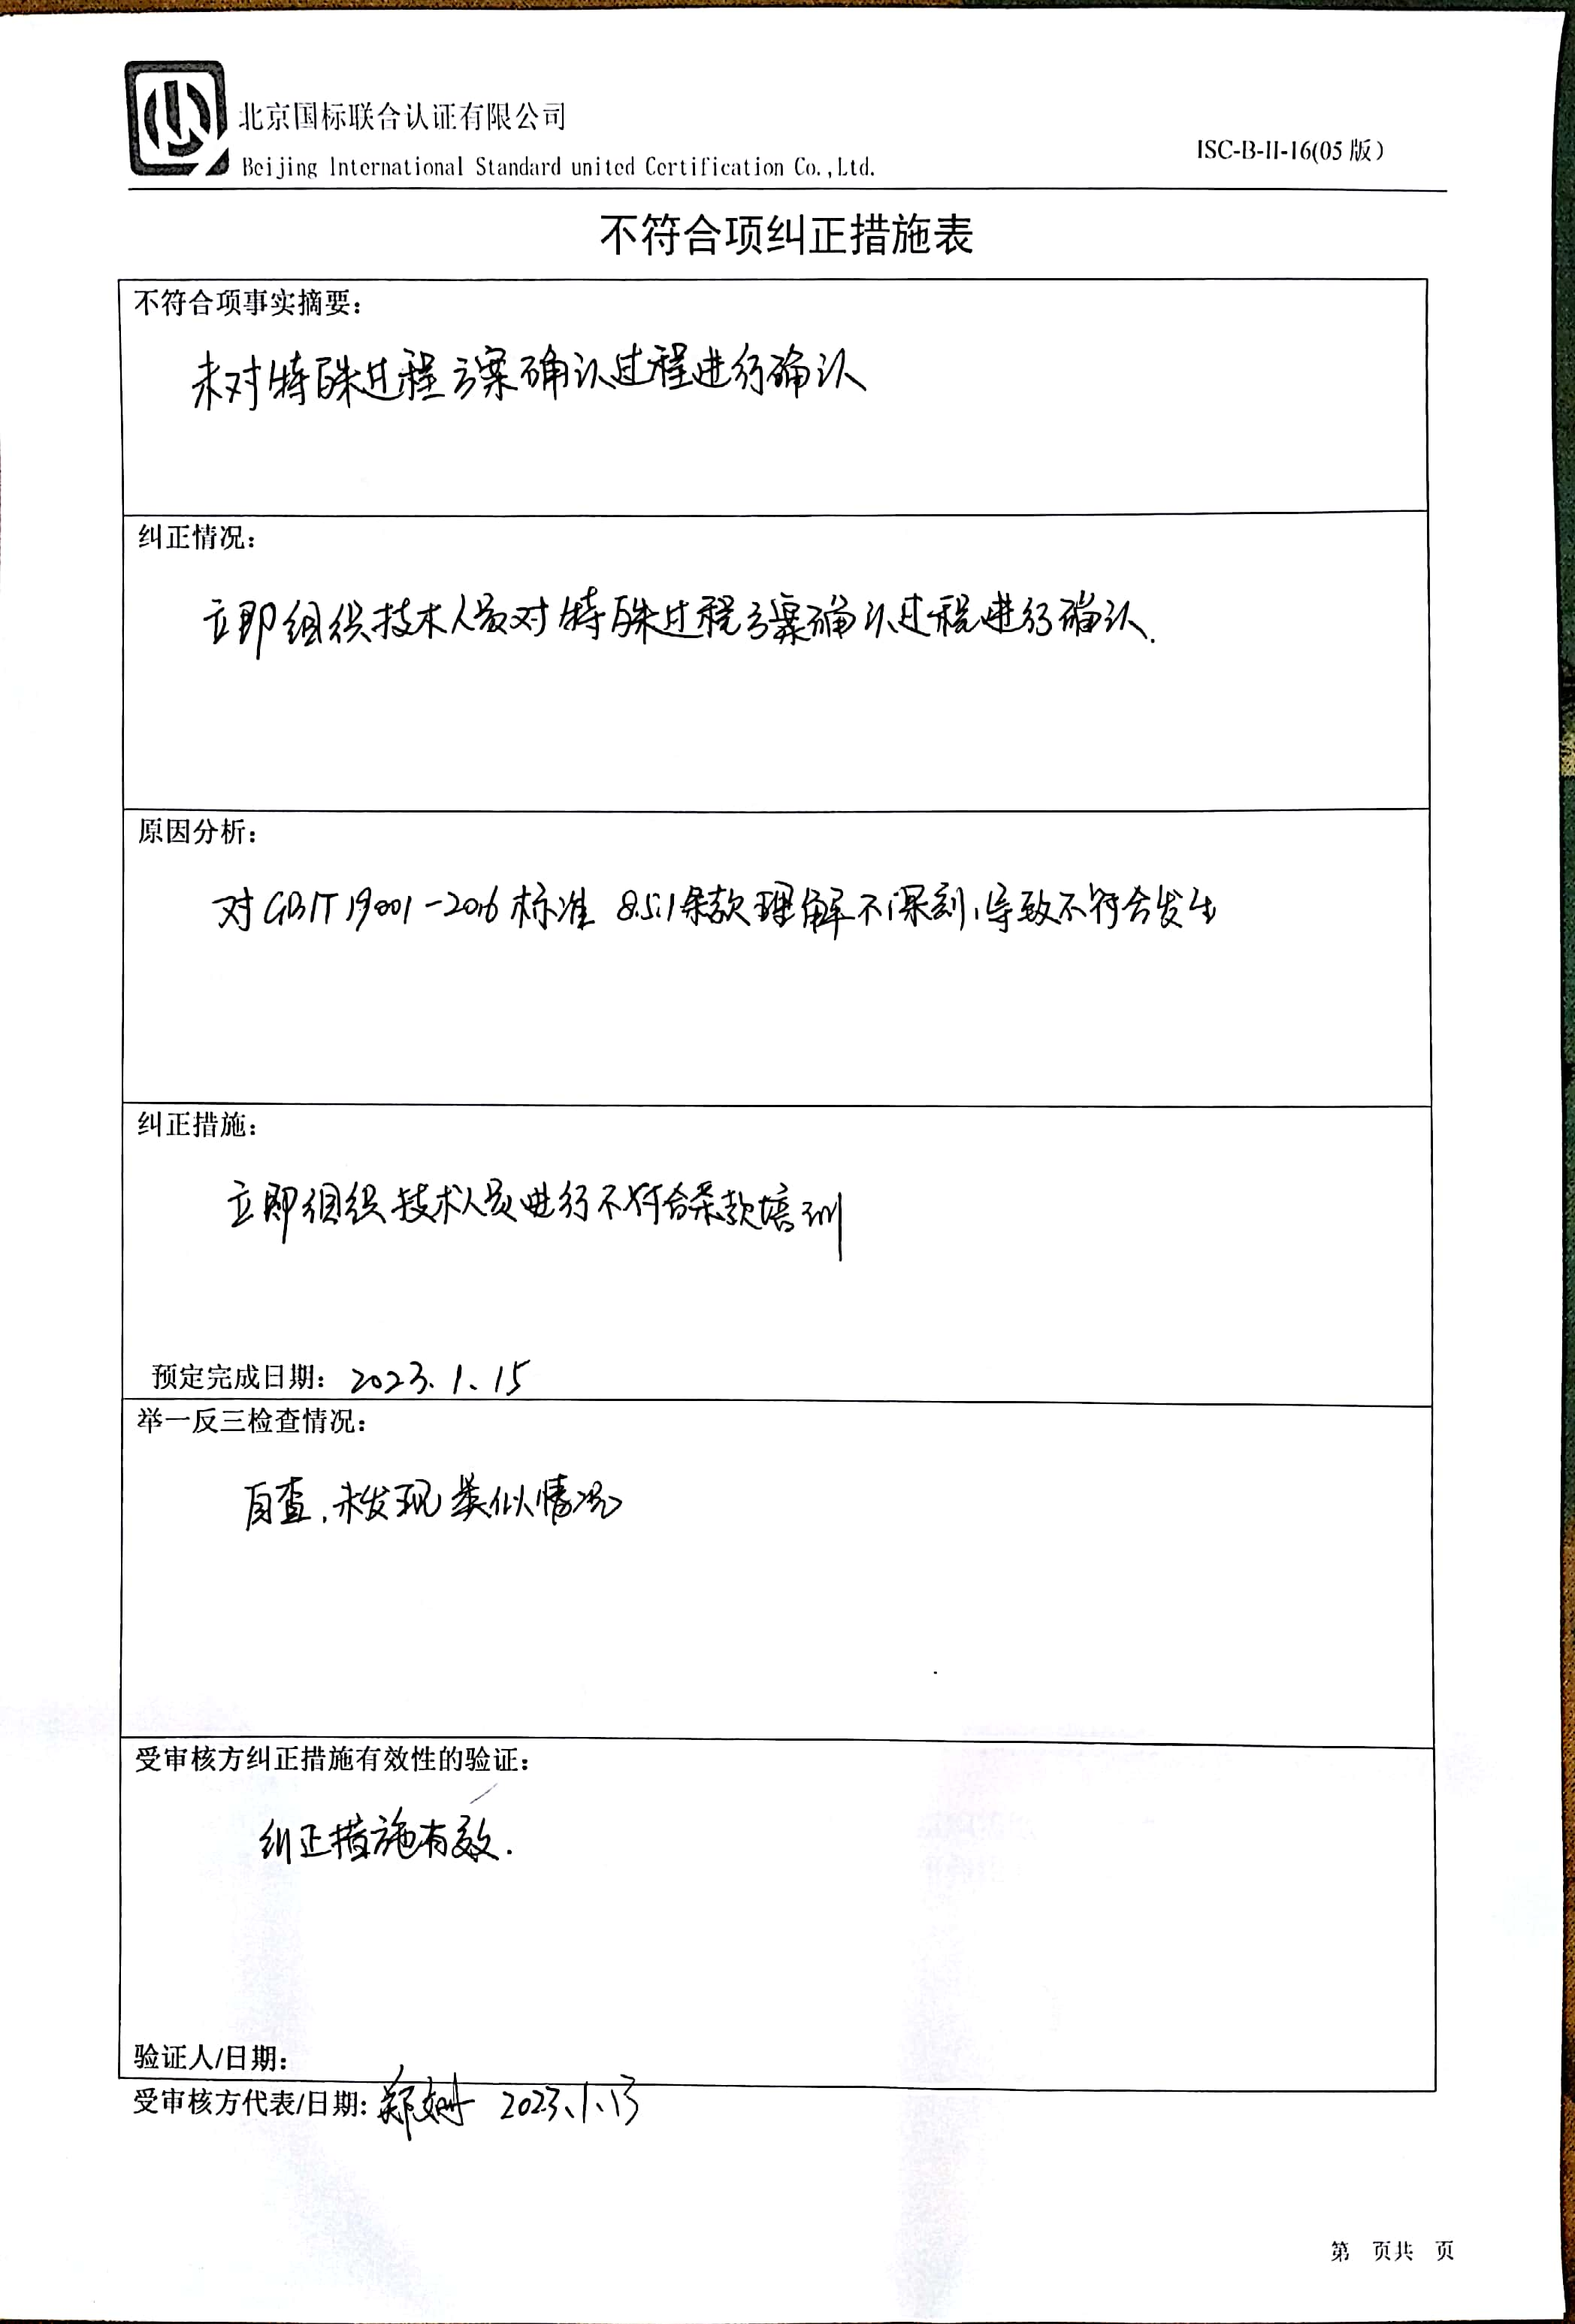 北京国标联合认证有限公司
Beijing International Standard united Certification Co.,Ltd.
ISC-B-II-16(05 版)
不符合项纠正措施表
不符合项事实摘要：
未对特殊过程方案确认过程进行确认
纠正情况：
立即组织技术人员对特殊过程方案确认过程进行确认.
原因分析：
对GB/T 19001-2016标准 8.5.1条款理解不深刻,导致不符合发生
纠正措施：
立即组织技术人员进行不符合条款培训
预定完成日期： 2023.1.15
举一反三检查情况：
自查,未发现类似情况
受审核方纠正措施有效性的验证：
纠正措施有效.
验证人/日期：
受审核方代表/日期: 郑 2023.1.13
第 页共 页